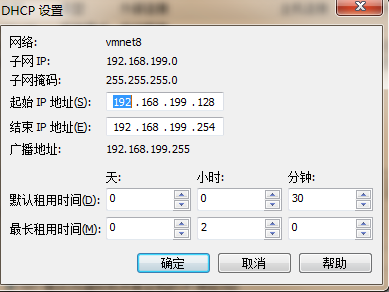 DHCP 设置
网络: vmnet8
子网 IP: 192.168.199.0
子网掩码: 255.255.255.0
起始 IP 地址(S): 192 . 168 . 199 . 128
结束 IP 地址(E): 192 . 168 . 199 . 254
广播地址: 192.168.199.255
天: 小时: 分钟:
默认租用时间(D): 0 0 30
最长租用时间(M): 0 2 0
确定 取消 帮助